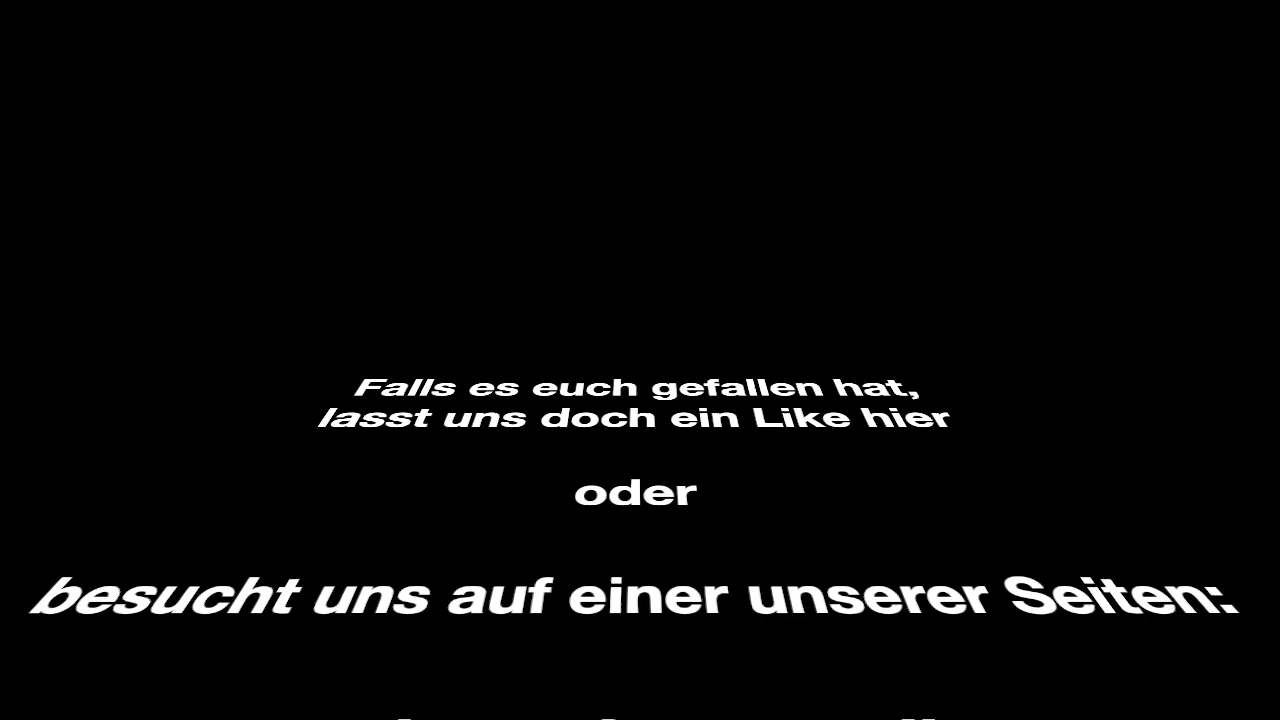 Falls es euch gefallen hat,
lasst uns doch ein Like hier
oder
besucht uns auf einer unserer Seiten: